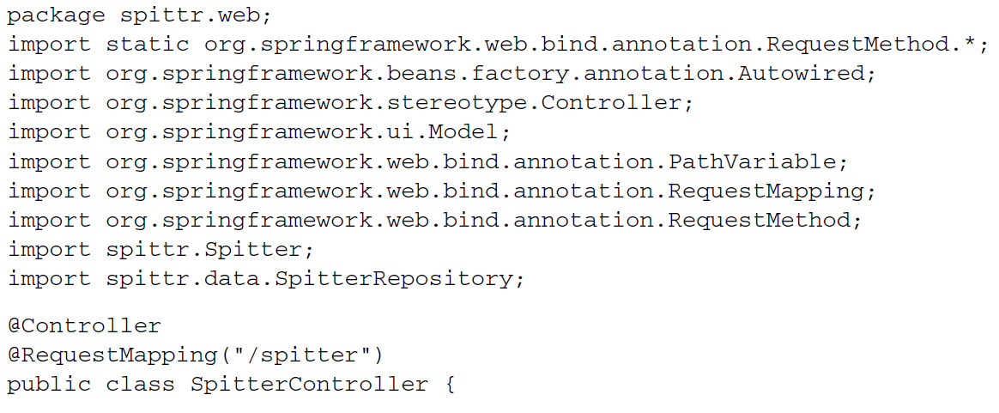 package spittr.web;
import static org.springframework.web.bind.annotation.RequestMethod.*;
import org.springframework.beans.factory.annotation.Autowired;
import org.springframework.stereotype.Controller;
import org.springframework.ui.Model;
import org.springframework.web.bind.annotation.PathVariable;
import org.springframework.web.bind.annotation.RequestMapping;
import org.springframework.web.bind.annotation.RequestMethod;
import spittr.Spitter;
import spittr.data.SpitterRepository;
@Controller
@RequestMapping("/spitter")
public class SpitterController {